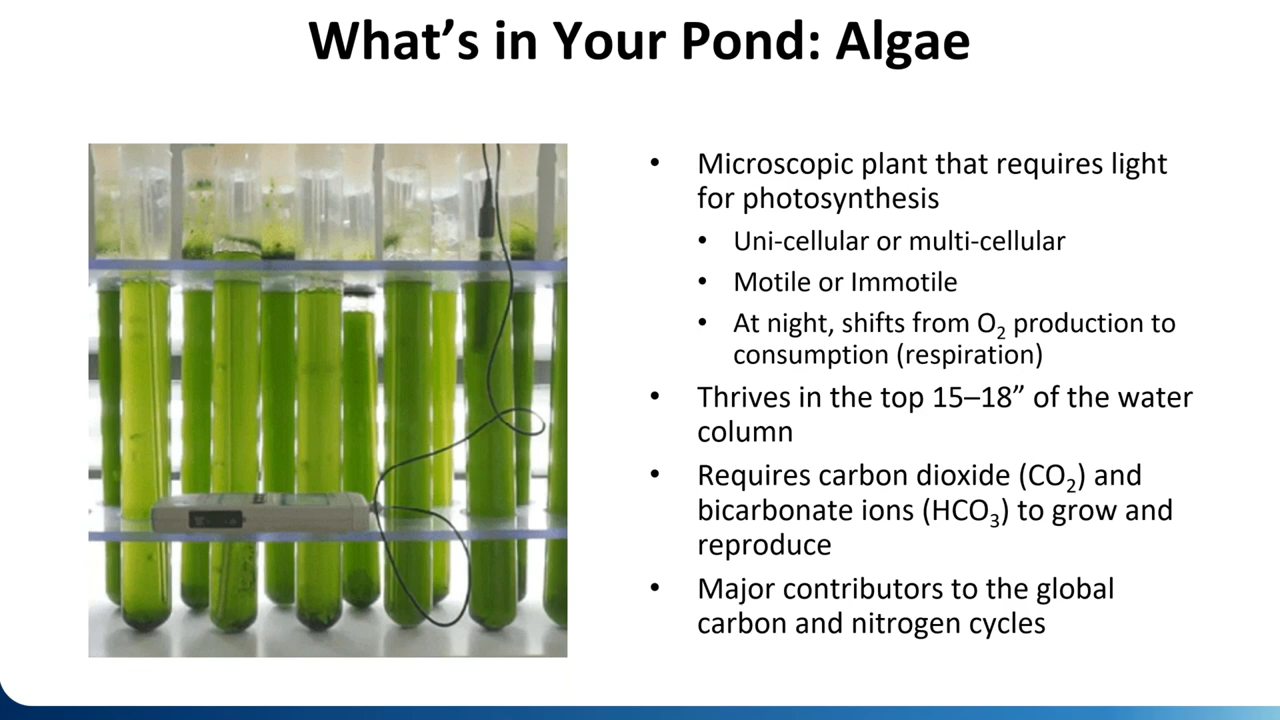 What’s in Your Pond: Algae
• Microscopic plant that requires light
for photosynthesis
• Uni-cellular or multi-cellular
• Motile or Immotile
• At night, shifts from O₂ production to
consumption (respiration)
• Thrives in the top 15–18” of the water
column
• Requires carbon dioxide (CO₂) and
bicarbonate ions (HCO₃) to grow and
reproduce
• Major contributors to the global
carbon and nitrogen cycles